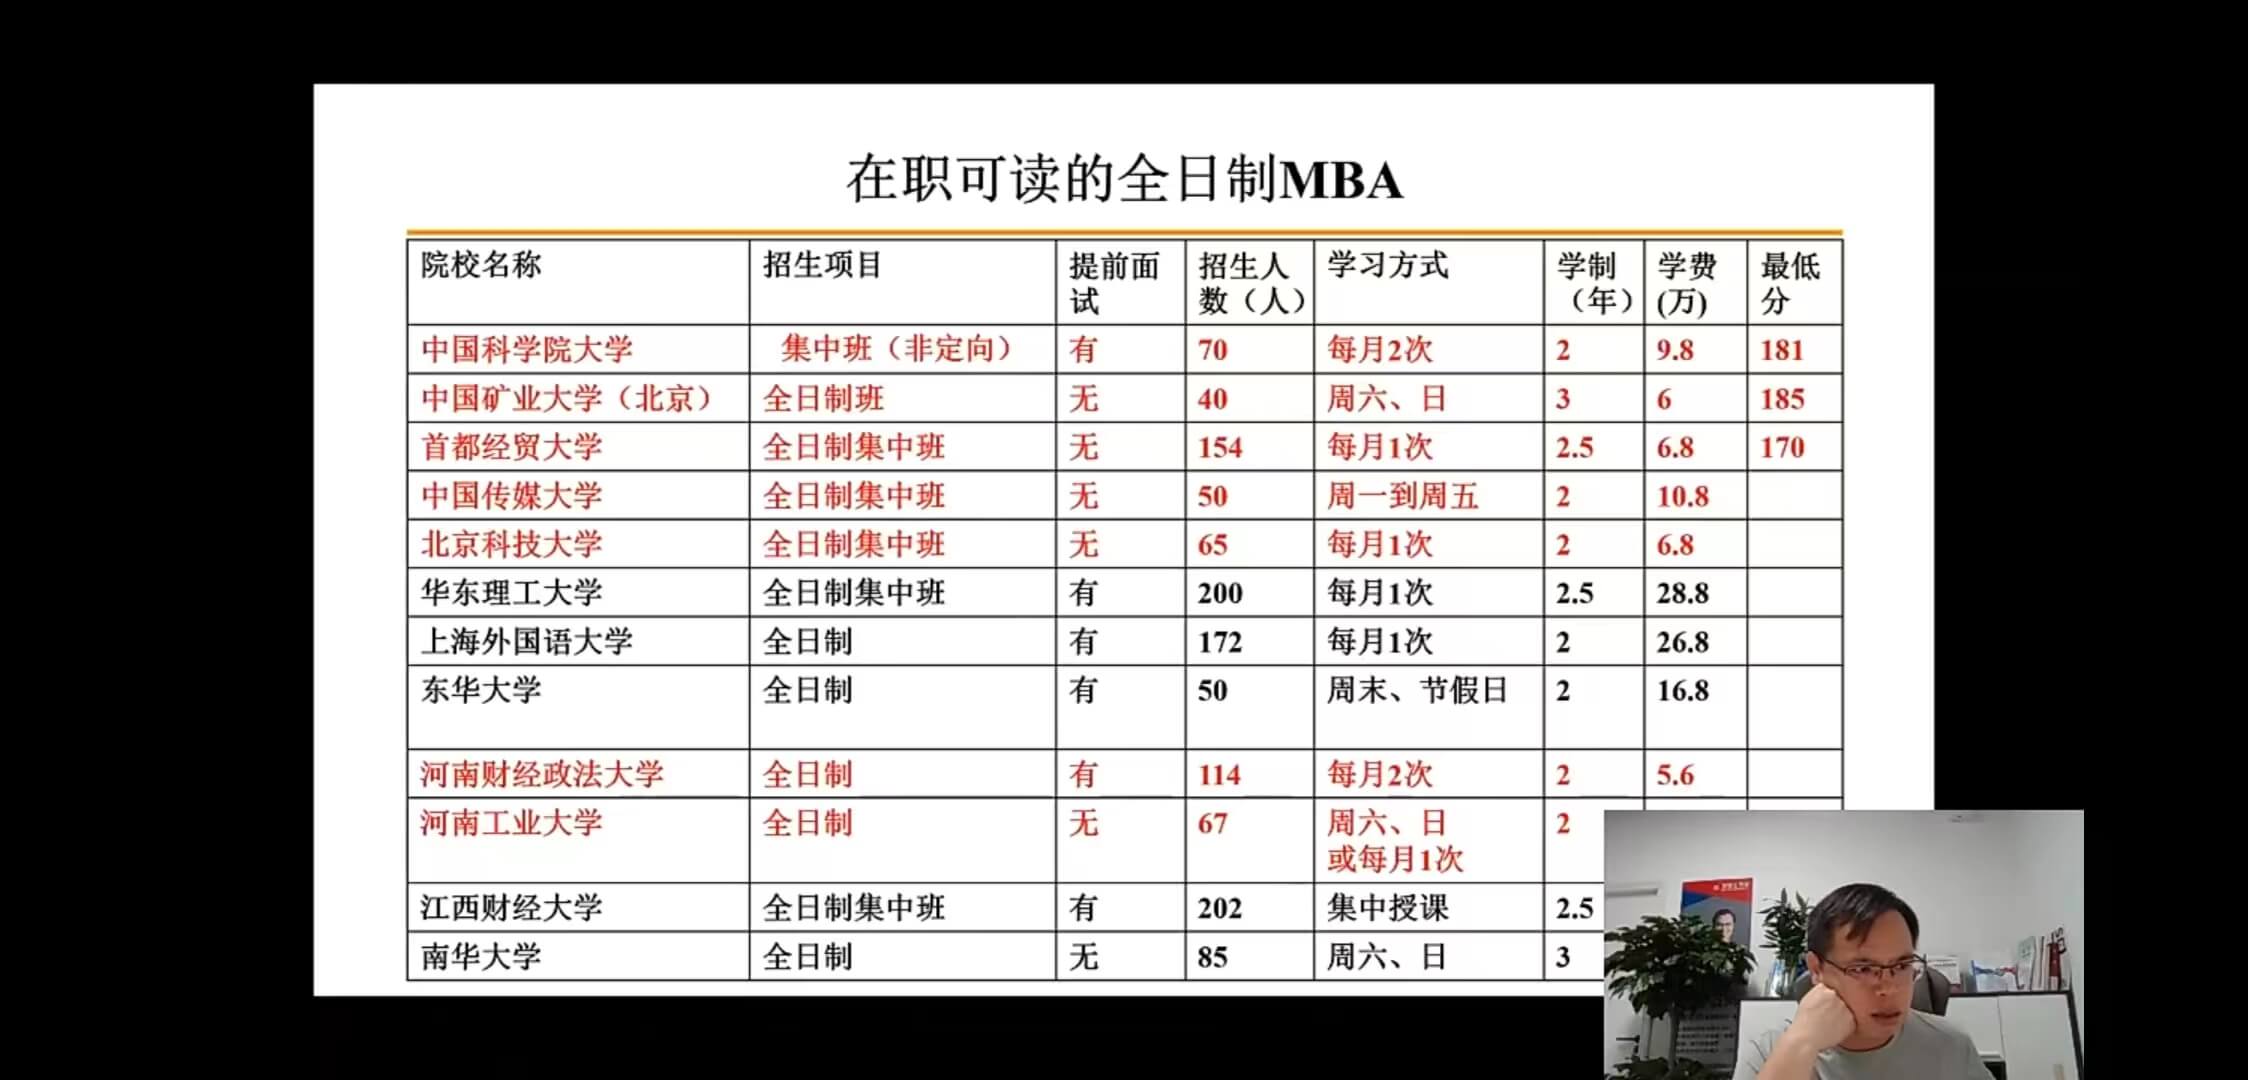 在职可读的全日制MBA
院校名称 招生项目 提前面试 招生人数（人） 学习方式 学制（年） 学费(万) 最低分
中国科学院大学 集中班（非定向） 有 70 每月2次 2 9.8 181
中国矿业大学（北京） 全日制班 无 40 周六、日 3 6 185
首都经贸大学 全日制集中班 无 154 每月1次 2.5 6.8 170
中国传媒大学 全日制集中班 无 50 周一到周五 2 10.8
北京科技大学 全日制集中班 无 65 每月1次 2 6.8
华东理工大学 全日制集中班 有 200 每月1次 2.5 28.8
上海外国语大学 全日制 有 172 每月1次 2 26.8
东华大学 全日制 有 50 周末、节假日 2 16.8
河南财经政法大学 全日制 有 114 每月2次 2 5.6
河南工业大学 全日制 无 67 周六、日或每月1次 2
江西财经大学 全日制集中班 有 202 集中授课 2.5
南华大学 全日制 无 85 周六、日 3